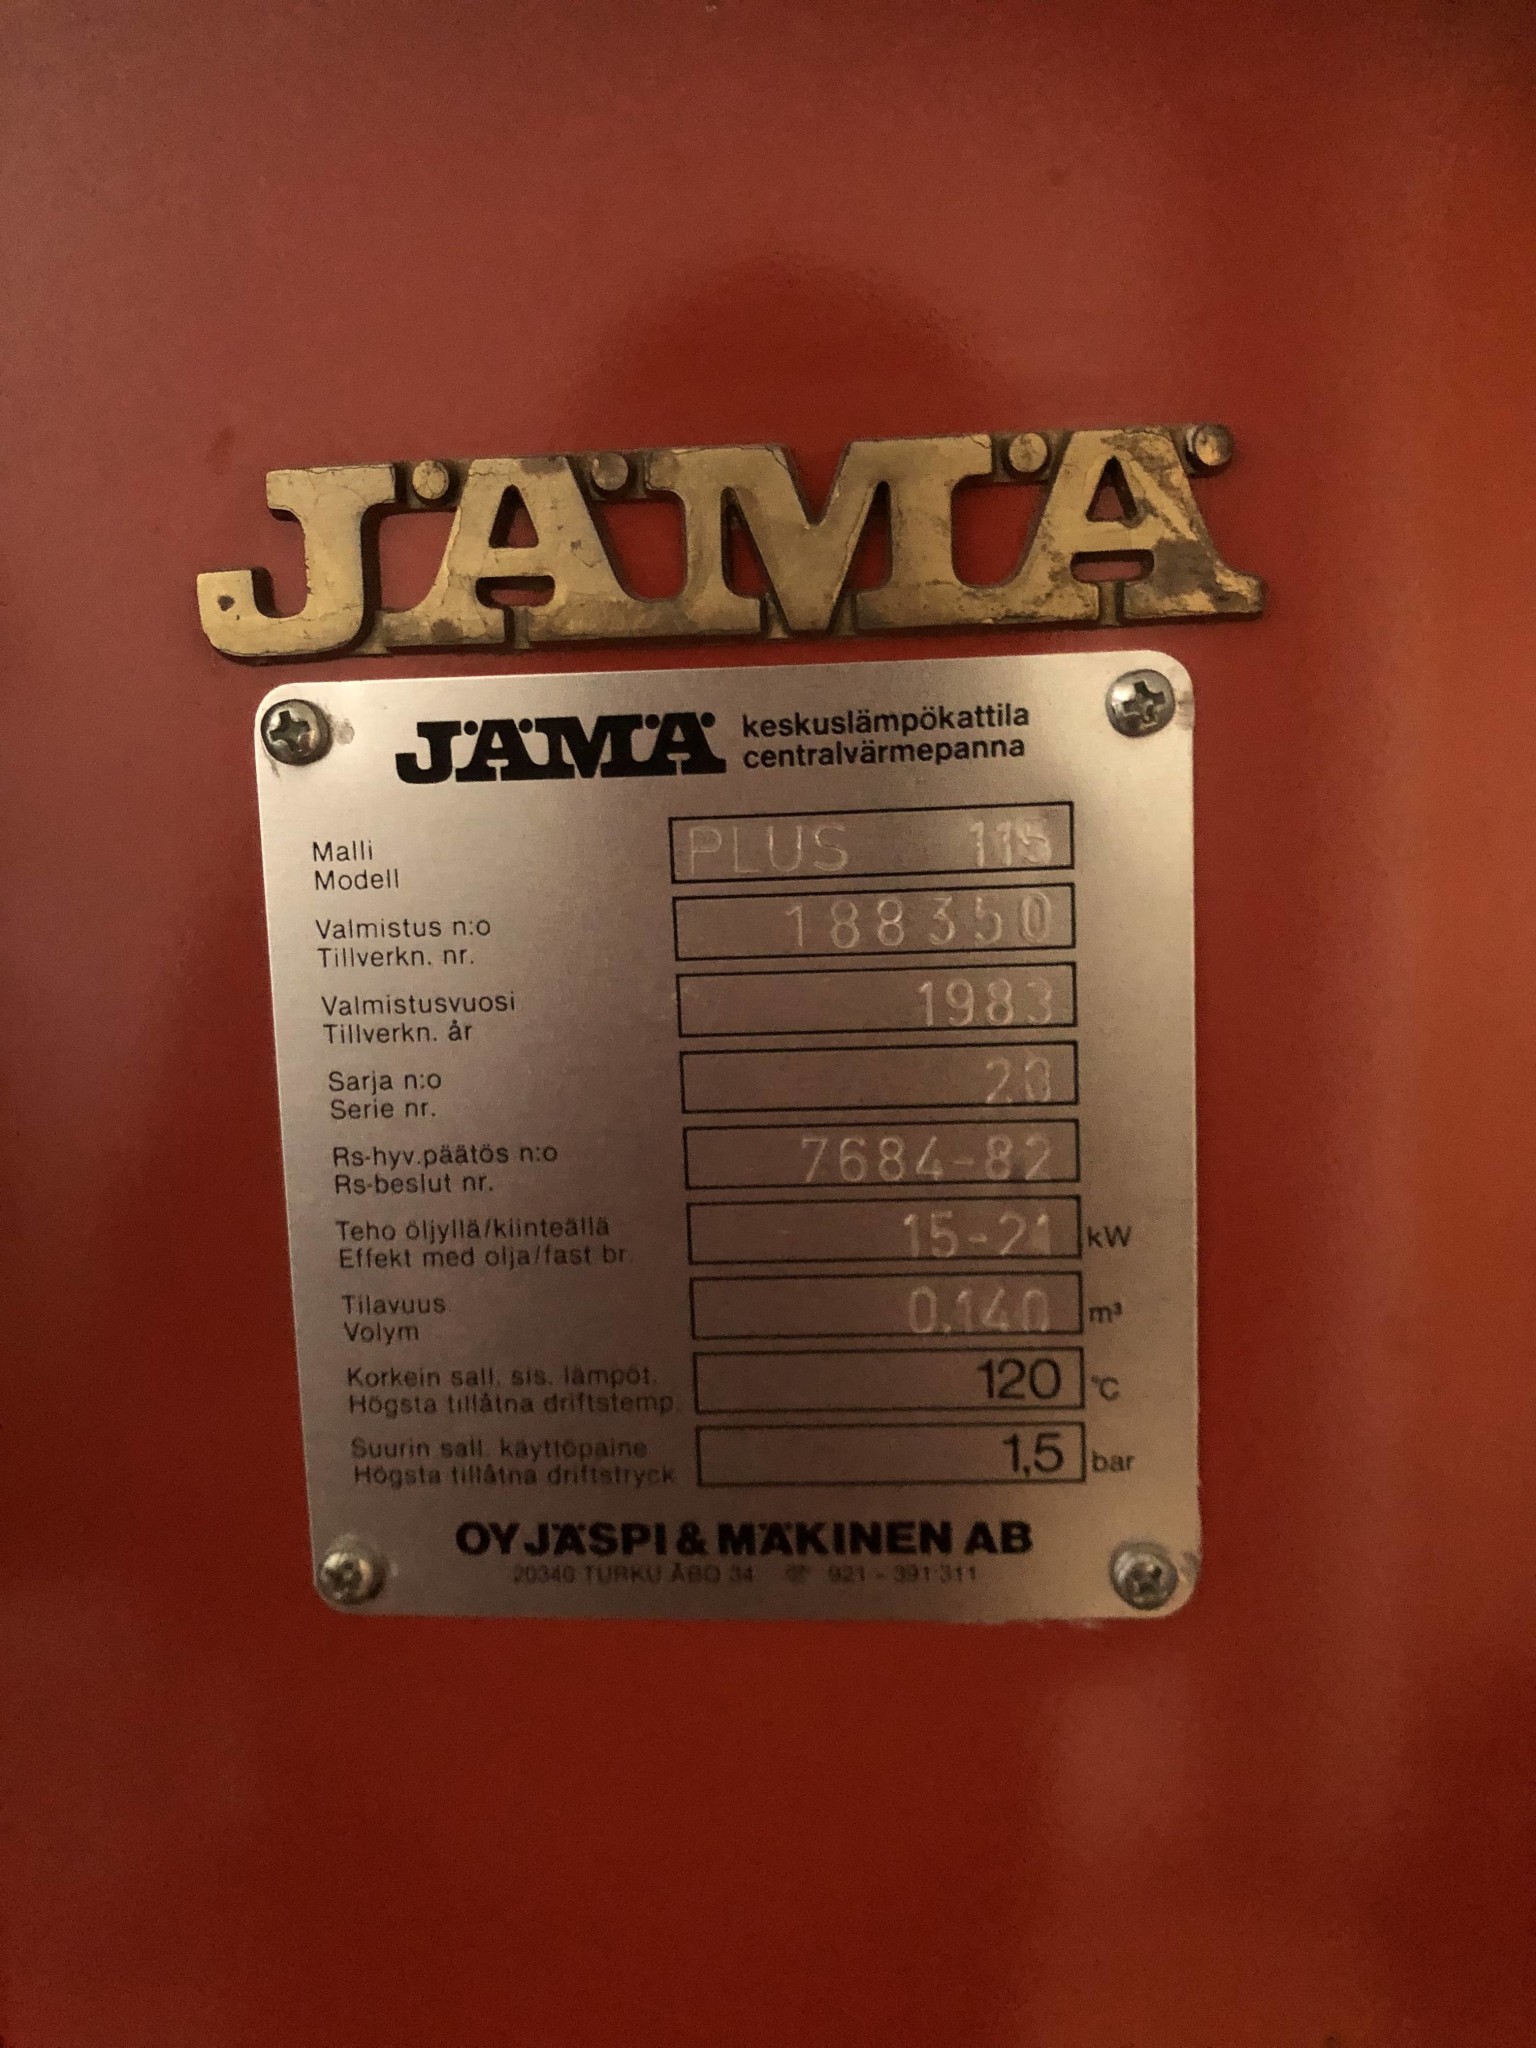 JÄMÄ
JÄMÄ keskuslämpökattila
centralvärmepanna
Malli PLUS 115
Modell
Valmistus n:o 188350
Tillverkn. nr.
Valmistusvuosi 1983
Tillverkn. år
Sarja n:o 20
Serie nr.
Rs-hyv.päätös n:o 7684-82
Rs-beslut nr.
Teho öljyllä/kiinteällä 15-21 kW
Effekt med olja/fast br.
Tilavuus 0.140 m³
Volym
Korkein sall. sis. lämpöt. 120 °C
Högsta tillåtna driftstemp.
Suurin sall. käyttöpaine 1,5 bar
Högsta tillåtna driftstryck
OY JÄSPI & MÄKINEN AB
20340 TURKU ÅBO 34 ☎ 921 - 391 311